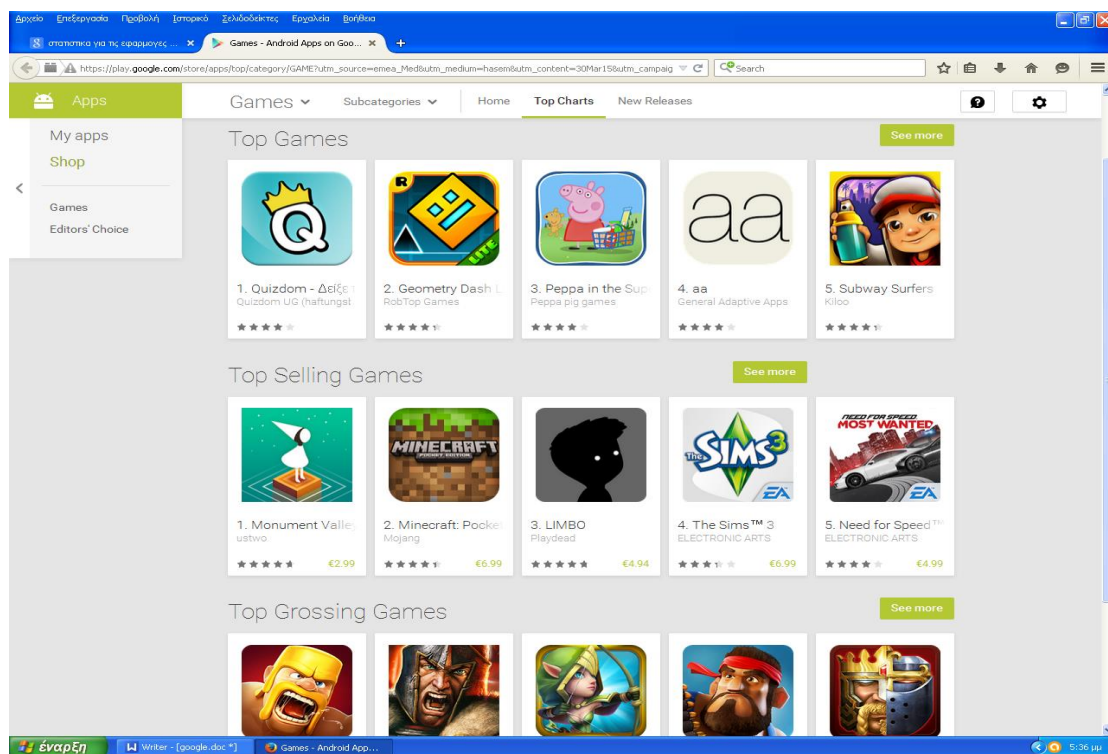 Αρχείο Επεξεργασία Προβολή Ιστορικό Σελιδοδείκτες Εργαλεία Βοήθεια
στατιστικα για τις εφαρμογες ... Games - Android Apps on Goo...
https://play.google.com/store/apps/top/category/GAME?utm_source=emea_Med&utm_medium=hasem&utm_content=30Mar15&utm_campaig Search
Apps Games Subcategories Home Top Charts New Releases
My apps
Shop
Games
Editors' Choice
Top Games See more
R
LITE
Q
aa
1. Quizdom - Δείξε 2. Geometry Dash L 3. Peppa in the Sup 4. aa 5. Subway Surfers
Quizdom UG (haftungsb RobTop Games Peppa pig games General Adaptive Apps Kiloo
Top Selling Games See more
MINECRAFT
POCKET EDITION
The SIMS 3
EA
NEED FOR SPEED
MOST WANTED
EA
1. Monument Valle 2. Minecraft: Pocke 3. LIMBO 4. The Sims™ 3 5. Need for Speed™
ustwo Mojang Playdead ELECTRONIC ARTS ELECTRONIC ARTS
€2.99 €6.99 €4.94 €6.99 €4.99
Top Grossing Games See more
έναρξη Writer - [google.doc *] Games - Android App... 5:36 μμ